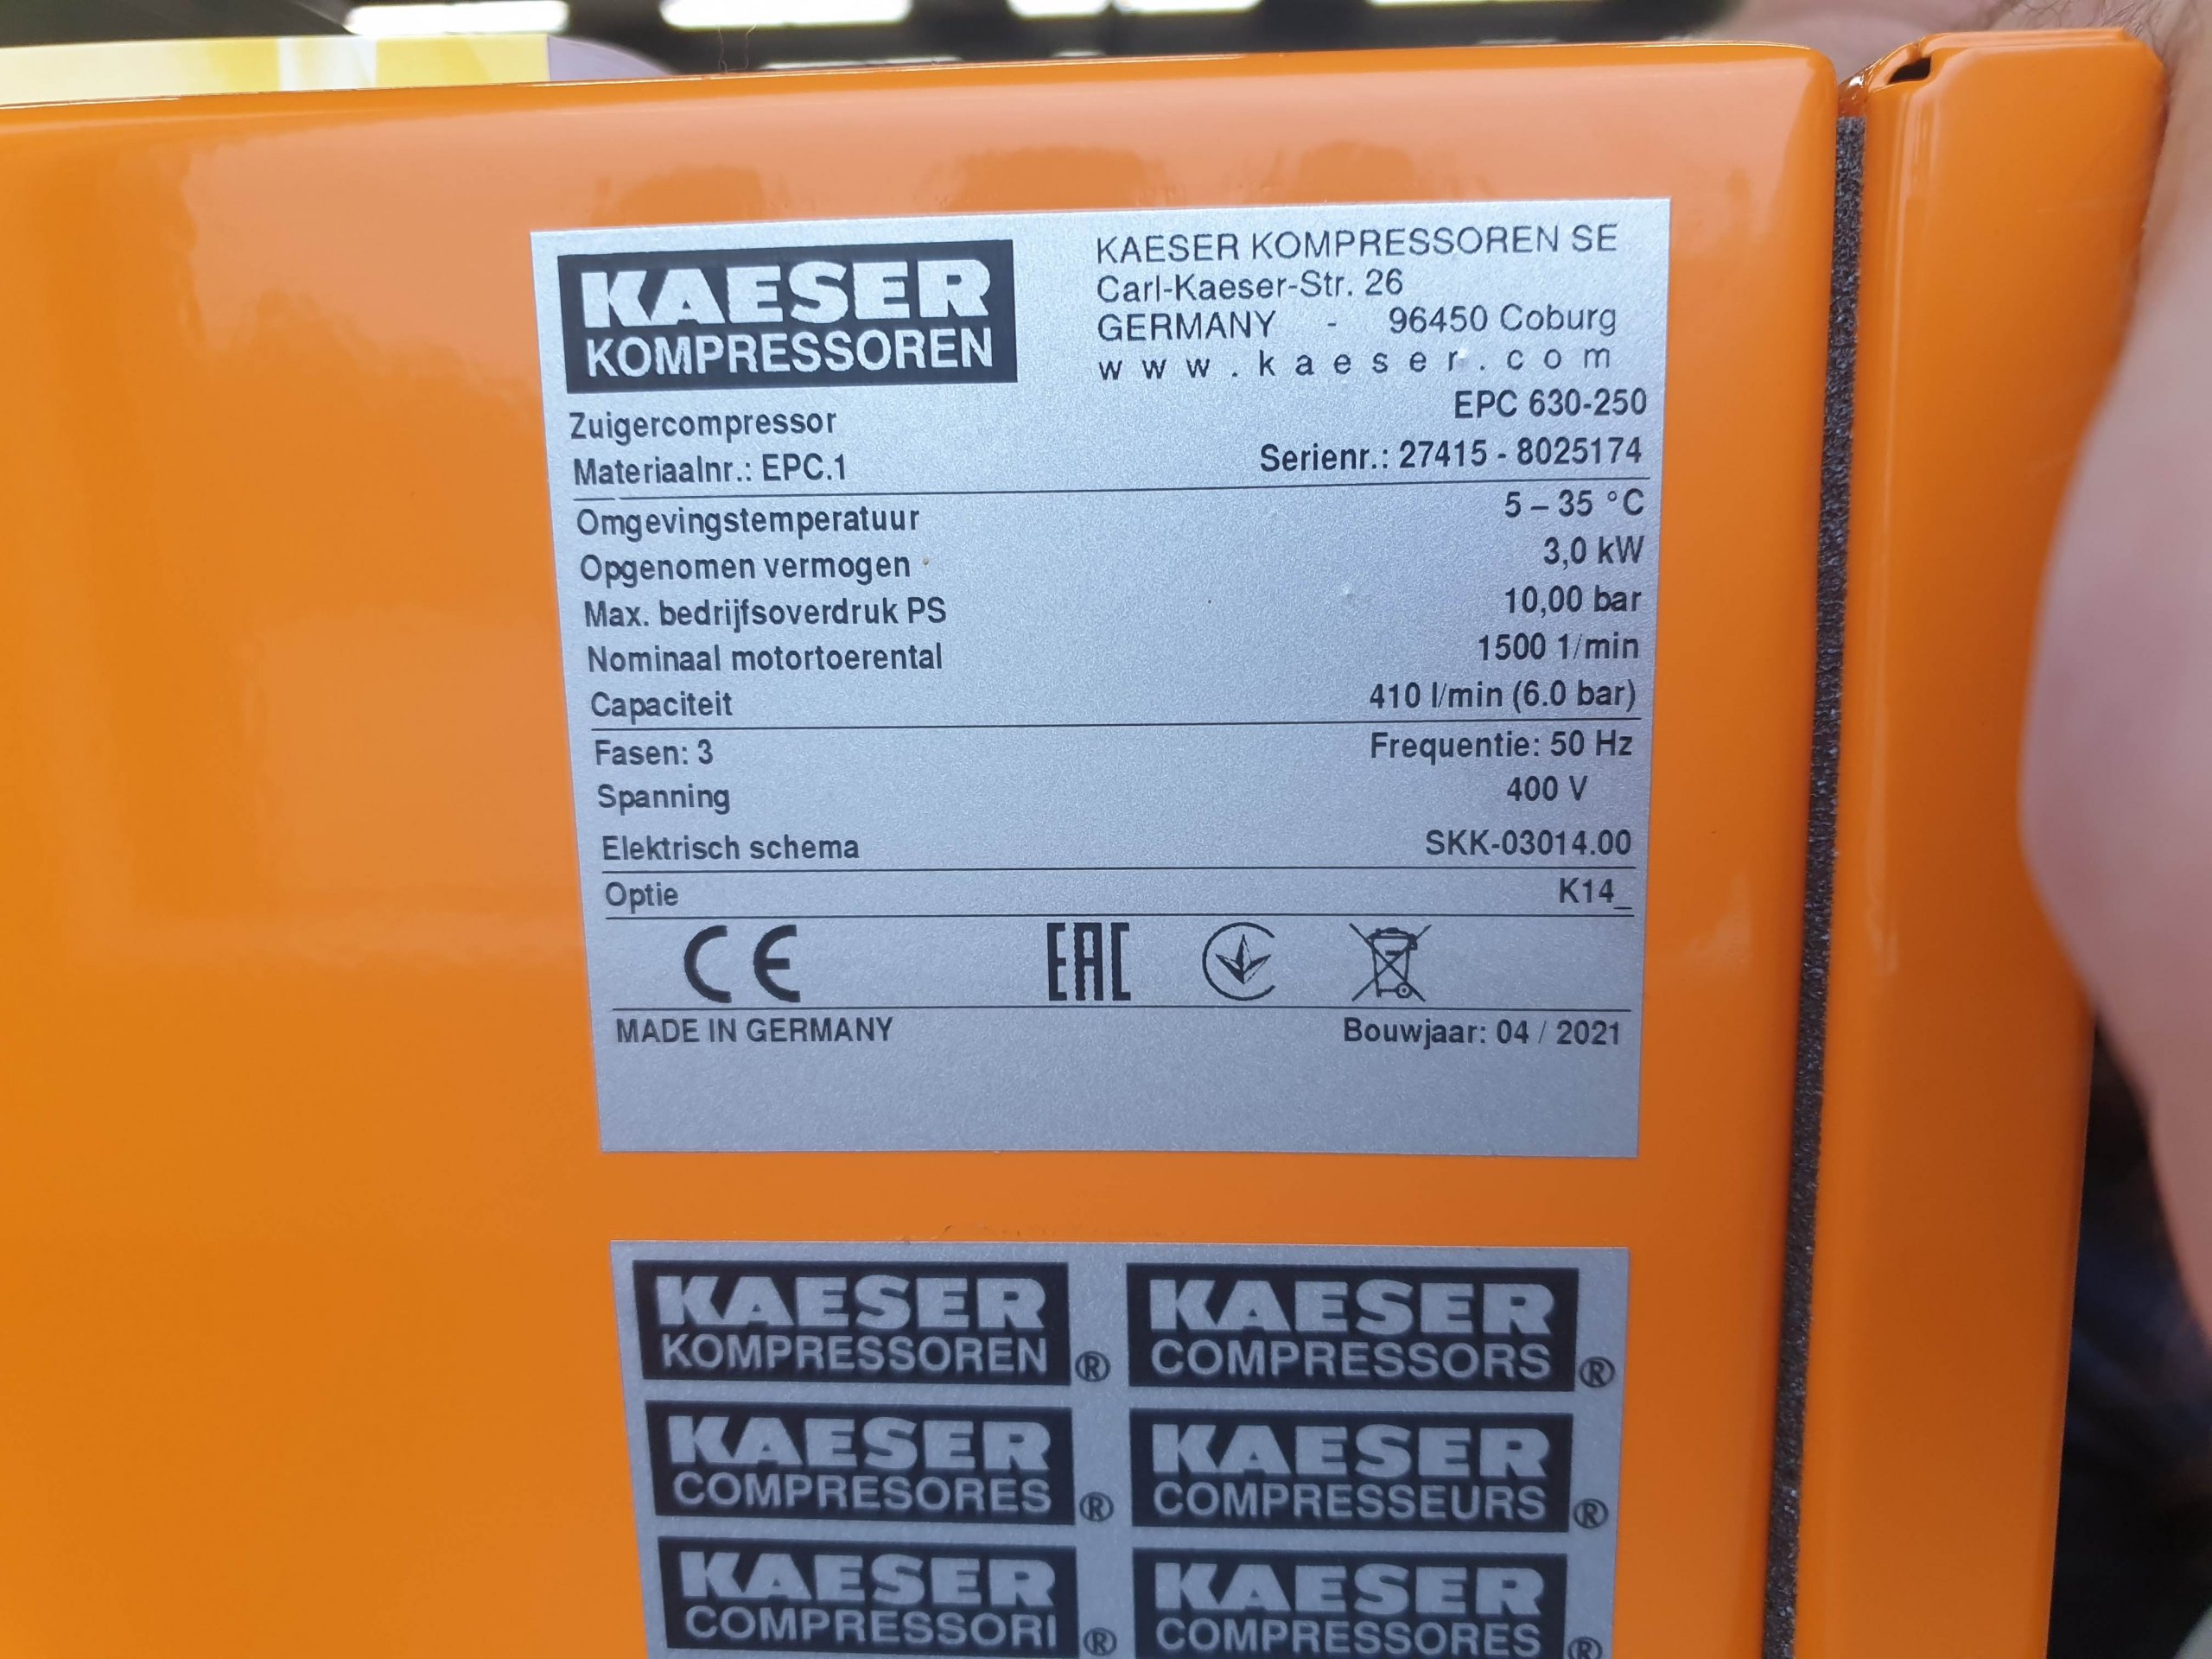 KAESER
KOMPRESSOREN
KAESER KOMPRESSOREN SE
Carl-Kaeser-Str. 26
GERMANY - 96450 Coburg
www.kaeser.com
Zuigercompressor EPC 630-250
Materiaalnr.: EPC.1 Serienr.: 27415 - 8025174
Omgevingstemperatuur 5 – 35 °C
Opgenomen vermogen 3,0 kW
Max. bedrijfsoverdruk PS 10,00 bar
Nominaal motortoerental 1500 1/min
Capaciteit 410 l/min (6.0 bar)
Fasen: 3 Frequentie: 50 Hz
Spanning 400 V
Elektrisch schema SKK-03014.00
Optie K14_
CE EAC
MADE IN GERMANY Bouwjaar: 04 / 2021
KAESER
KOMPRESSOREN ®
KAESER
COMPRESSORS ®
KAESER
COMPRESORES ®
KAESER
COMPRESSEURS ®
KAESER
COMPRESSORI ®
KAESER
COMPRESSORES ®